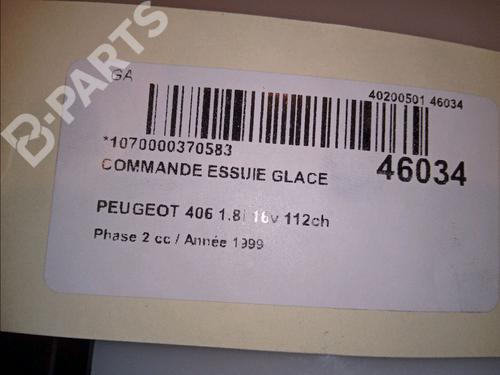 GA
40200501 46034
*1070000370583
COMMANDE ESSUIE GLACE
46034
PEUGEOT 406 1.8i 16v 112ch
Phase 2 cc / Année 1999
B-PARTS